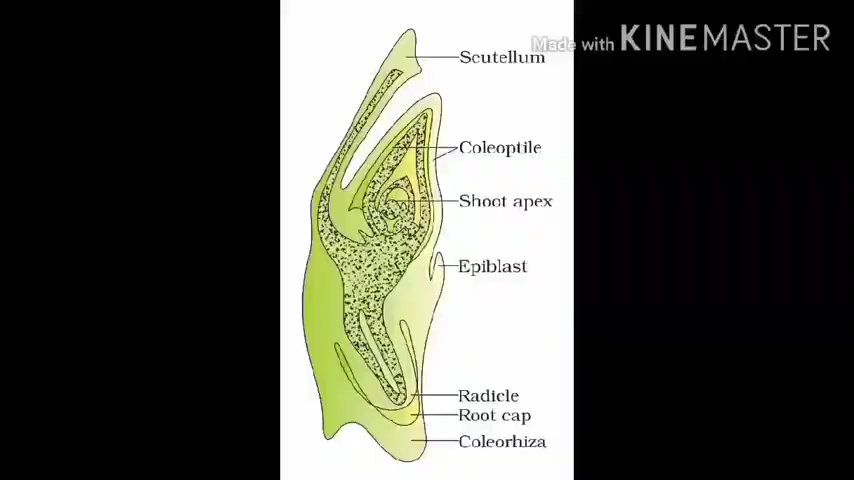 Made with KINEMASTER
Scutellum
Coleoptile
Shoot apex
Epiblast
Radicle
Root cap
Coleorhiza